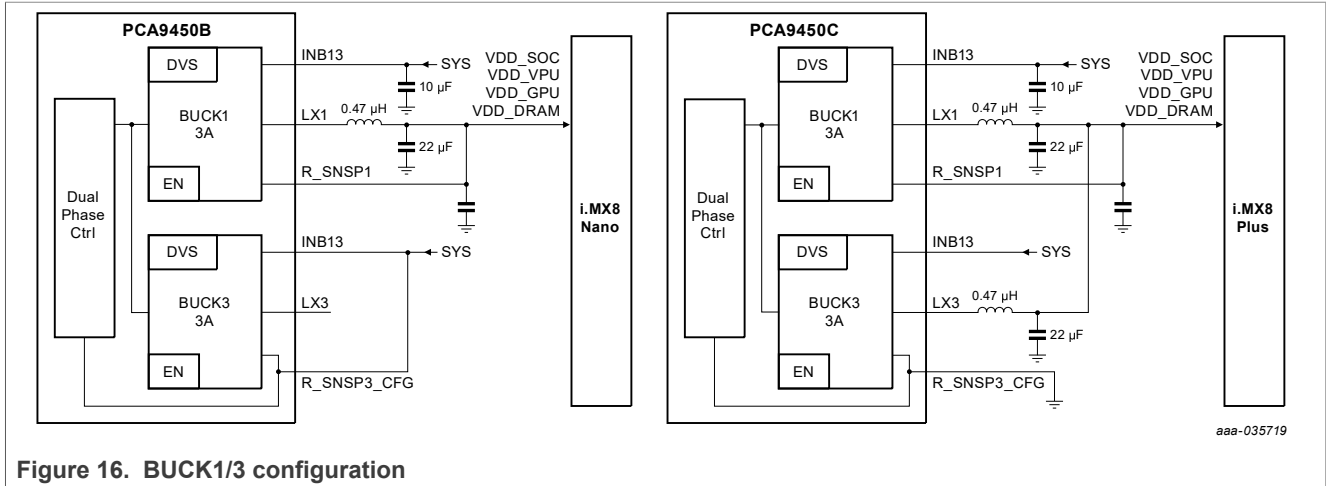 PCA9450B
DVS
BUCK1
3A
EN
Dual
Phase
Ctrl
DVS
BUCK3
3A
EN
INB13
SYS
10 µF
VDD_SOC
VDD_VPU
VDD_GPU
VDD_DRAM
LX1
0.47 µH
22 µF
R_SNSP1
INB13
SYS
LX3
R_SNSP3_CFG
i.MX8
Nano
PCA9450C
DVS
BUCK1
3A
EN
Dual
Phase
Ctrl
DVS
BUCK3
3A
EN
INB13
SYS
10 µF
VDD_SOC
VDD_VPU
VDD_GPU
VDD_DRAM
LX1
0.47 µH
22 µF
R_SNSP1
INB13
SYS
LX3
0.47 µH
22 µF
R_SNSP3_CFG
i.MX8
Plus
aaa-035719
Figure 16. BUCK1/3 configuration